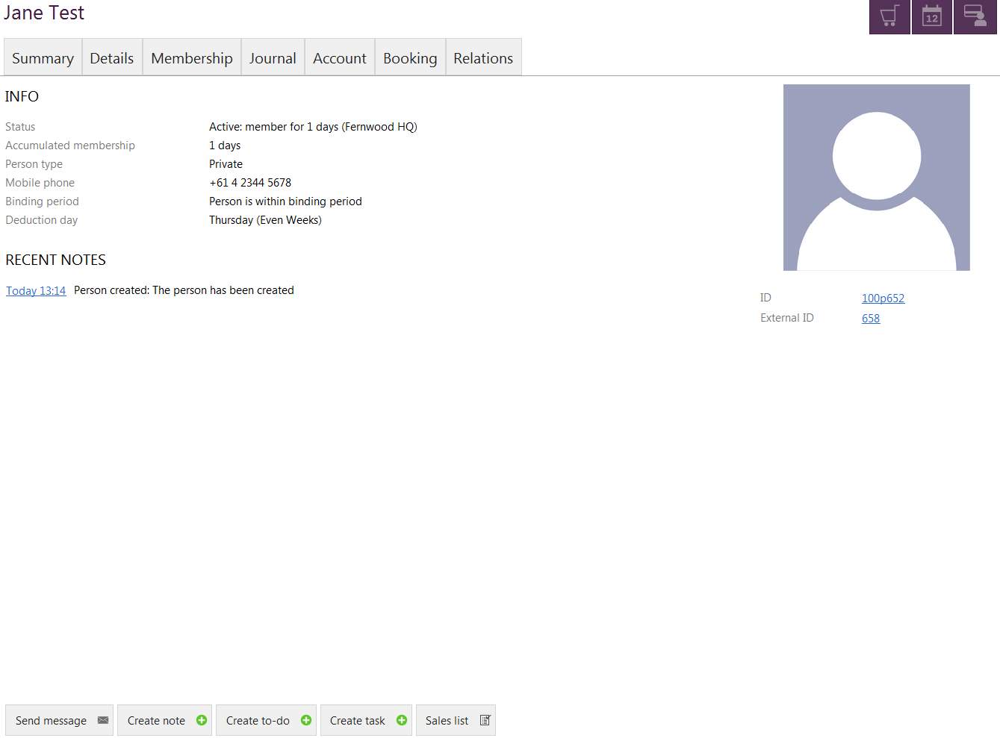 Jane Test
12
Summary Details Membership Journal Account Booking Relations
INFO
Status Active: member for 1 days (Fernwood HQ)
Accumulated membership 1 days
Person type Private
Mobile phone +61 4 2344 5678
Binding period Person is within binding period
Deduction day Thursday (Even Weeks)
RECENT NOTES
Today 13:14 Person created: The person has been created
ID 100p652
External ID 658
Send message Create note Create to-do Create task Sales list